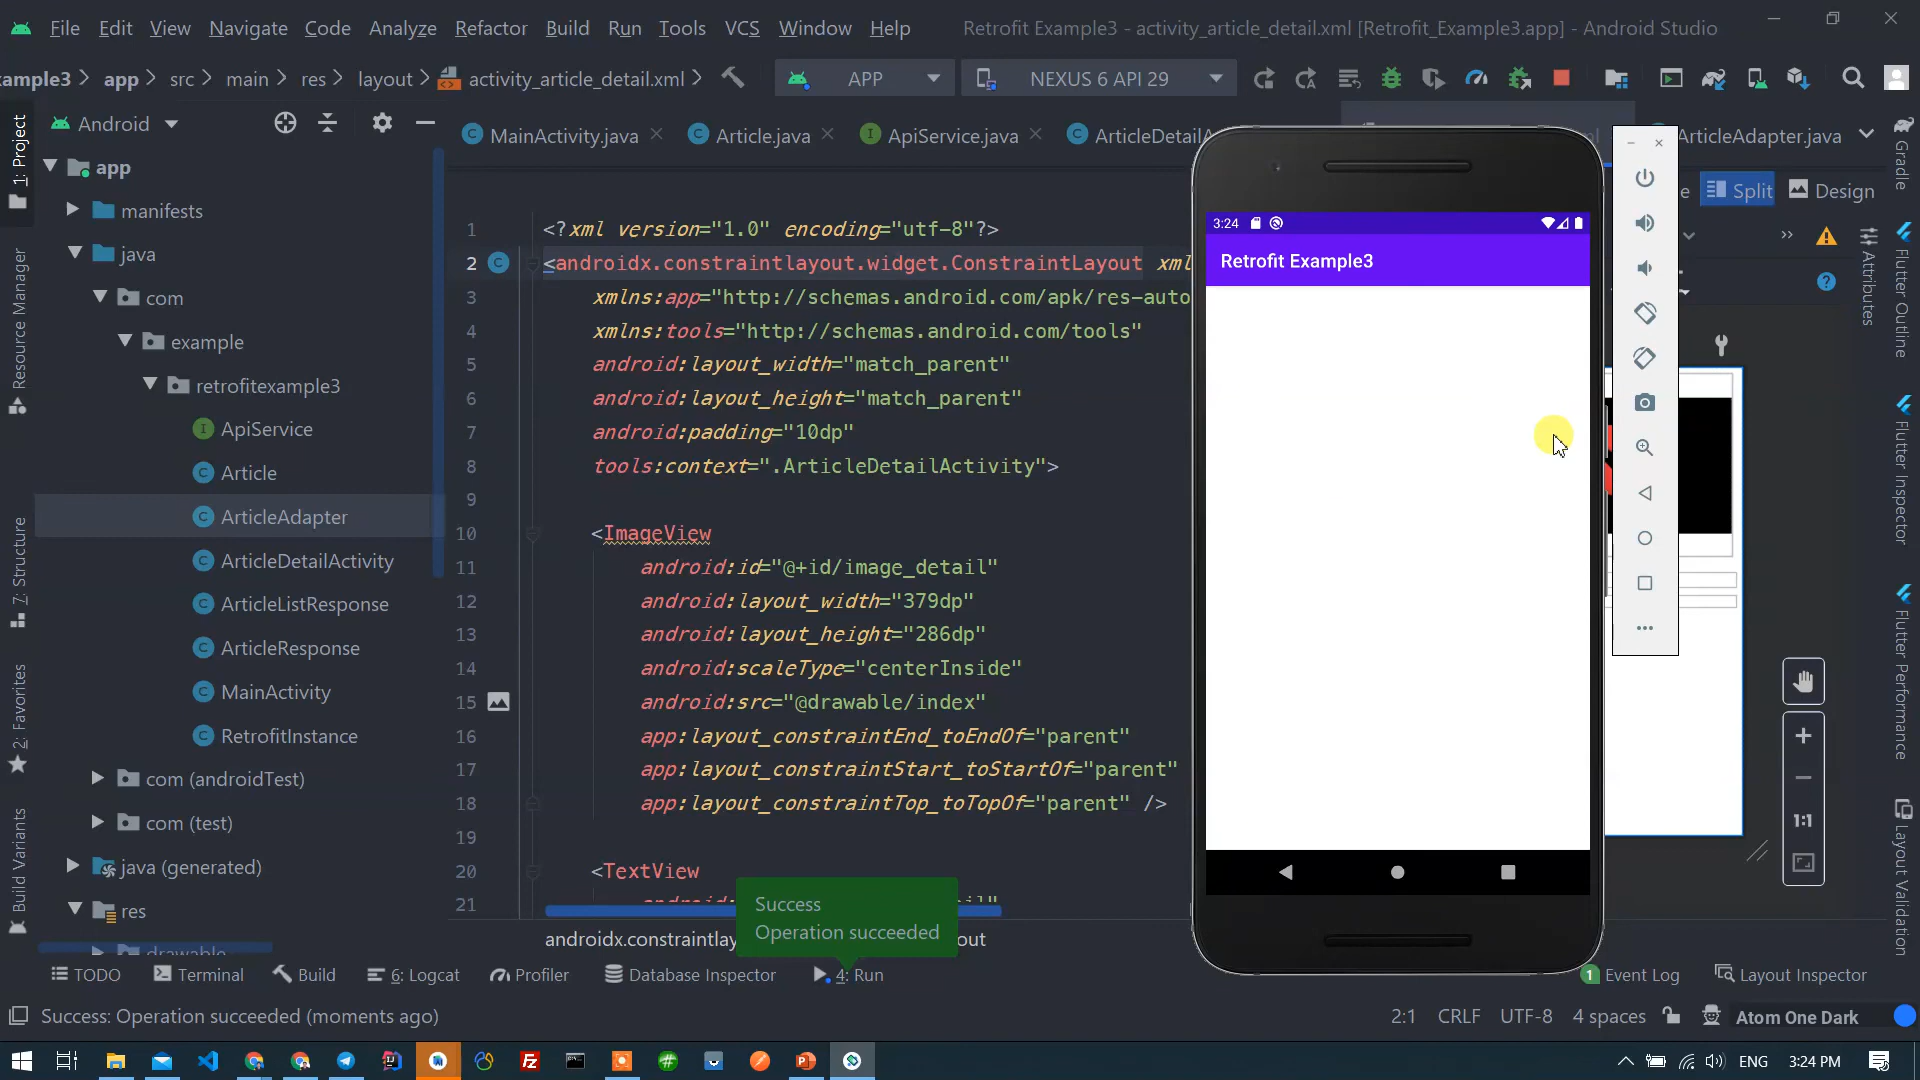 File Edit View Navigate Code Analyze Refactor Build Run Tools VCS Window Help Retrofit Example3 - activity_article_detail.xml [Retrofit_Example3.app] - Android Studio
xample3 app src main res layout activity_article_detail.xml APP NEXUS 6 API 29
Android
MainActivity.java Article.java ApiService.java ArticleDetailA ArticleAdapter.java
Split Design
1: Project
Resource Manager
7: Structure
2: Favorites
Build Variants
app
manifests
java
com
example
retrofitexample3
ApiService
Article
ArticleAdapter
ArticleDetailActivity
ArticleListResponse
ArticleResponse
MainActivity
RetrofitInstance
com (androidTest)
com (test)
java (generated)
res
drawable
1 <?xml version="1.0" encoding="utf-8"?>
2 <androidx.constraintlayout.widget.ConstraintLayout xml
3 xmlns:app="http://schemas.android.com/apk/res-auto
4 xmlns:tools="http://schemas.android.com/tools"
5 android:layout_width="match_parent"
6 android:layout_height="match_parent"
7 android:padding="10dp"
8 tools:context=".ArticleDetailActivity">
9
10 <ImageView
11 android:id="@+id/image_detail"
12 android:layout_width="379dp"
13 android:layout_height="286dp"
14 android:scaleType="centerInside"
15 android:src="@drawable/index"
16 app:layout_constraintEnd_toEndOf="parent"
17 app:layout_constraintStart_toStartOf="parent"
18 app:layout_constraintTop_toTopOf="parent" />
19
20 <TextView
21
androidx.constraintlay out
Success
Operation succeeded
3:24
Retrofit Example3
1:1
Gradle
Attributes
Flutter Outline
Flutter Inspector
Flutter Performance
Layout Validation
TODO Terminal Build 6: Logcat Profiler Database Inspector 4: Run 1 Event Log Layout Inspector
Success: Operation succeeded (moments ago) 2:1 CRLF UTF-8 4 spaces Atom One Dark
ENG 3:24 PM